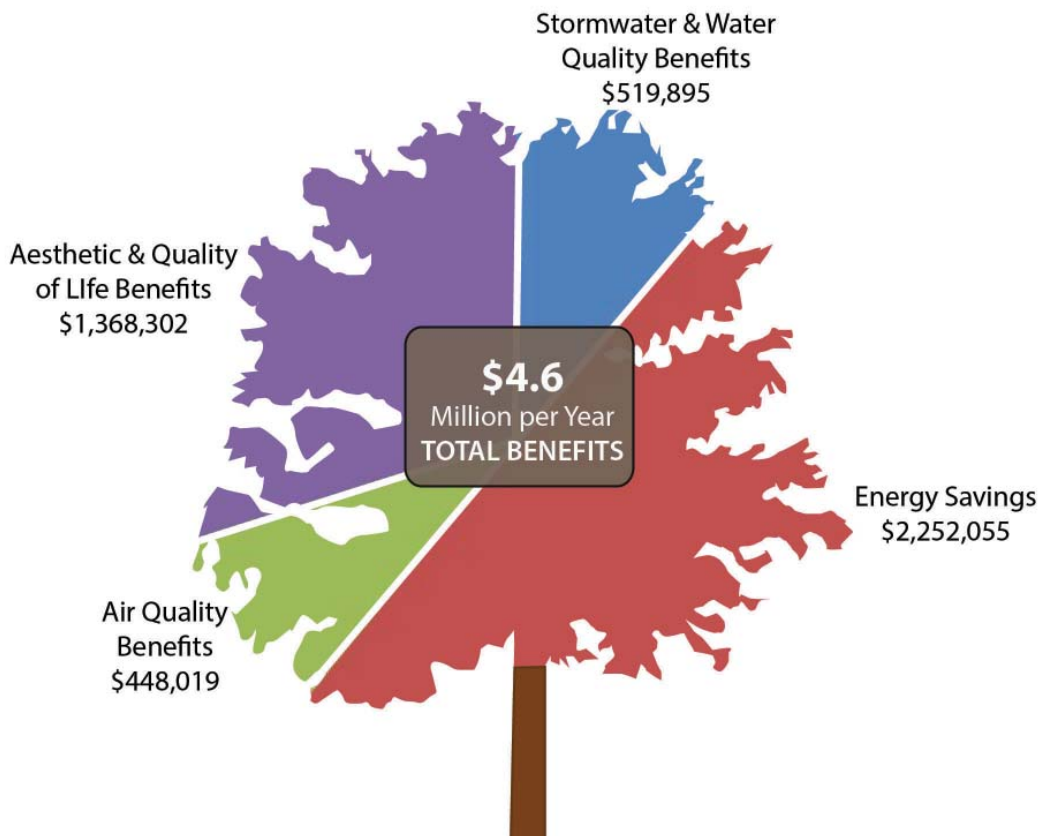 Stormwater & Water
Quality Benefits
$519,895
Aesthetic & Quality
of LIfe Benefits
$1,368,302
$4.6
Million per Year
TOTAL BENEFITS
Energy Savings
$2,252,055
Air Quality
Benefits
$448,019